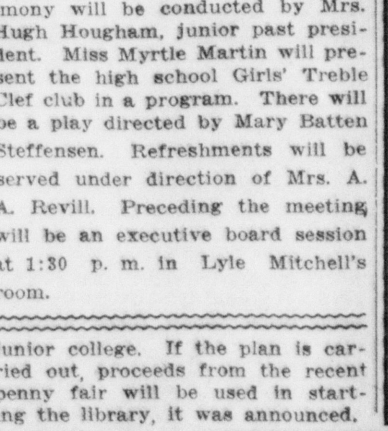 mony will be conducted by Mrs.
Hugh Hougham, junior past presi-
dent. Miss Myrtle Martin will pre-
sent the high school Girls' Treble
Clef club in a program. There will
be a play directed by Mary Batten
Steffensen. Refreshments will be
served under direction of Mrs. A.
A. Revill. Preceding the meeting
will be an executive board session
at 1:30 p. m. in Lyle Mitchell's
room.
junior college. If the plan is car-
ried out, proceeds from the recent
penny fair will be used in start-
ing the library, it was announced.